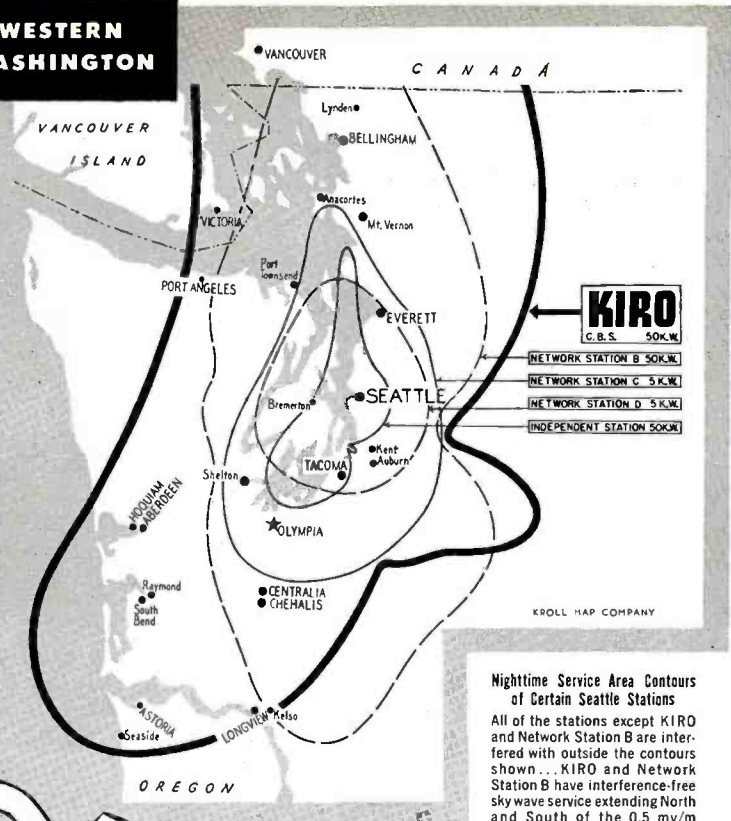 WESTERN
ASHINGTON
VANCOUVER
CANADA
Lynden
VANCOUVER
ISLAND
BELLINGHAM
Anacortes
VICTORIA
Mt. Vernon
Port
Townsend
PORT ANGELES
KIRO
C.B.S. 50K.W.
EVERETT
NETWORK STATION B 50K.W.
NETWORK STATION C 5 K.W.
SEATTLE
Bremerton
NETWORK STATION D 5 K.W.
INDEPENDENT STATION 50K.W.
Kent
Auburn
TACOMA
Shelton
HOQUIAM
ABERDEEN
OLYMPIA
Raymond
South
Bend
CENTRALIA
CHEHALIS
KROLL MAP COMPANY
ASTORIA
Seaside
LONGVIEW
Kelso
OREGON
Nighttime Service Area Contours
of Certain Seattle Stations
All of the stations except KIRO
and Network Station B are inter-
fered with outside the contours
shown...KIRO and Network
Station B have interference-free
sky wave service extending North
and South of the 0.5 mv/m